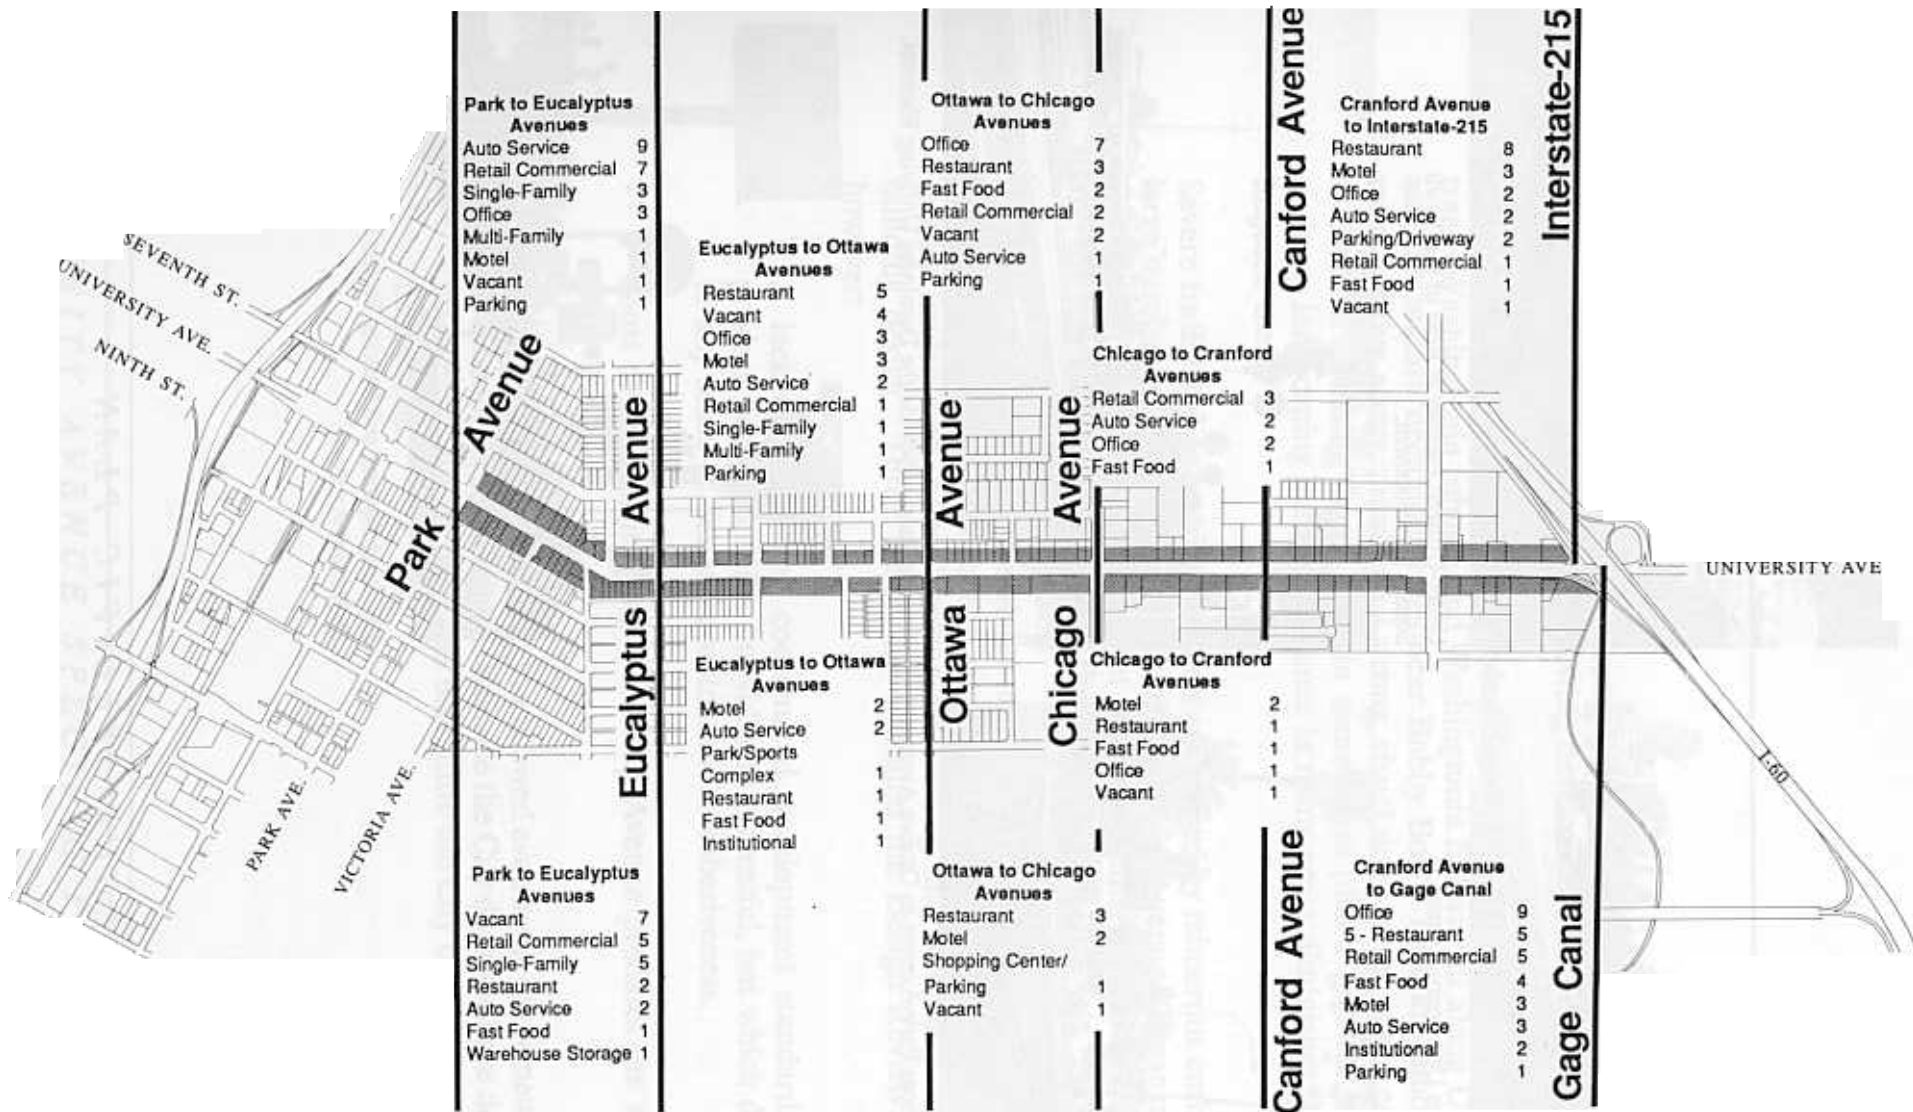 Canford Avenue
Interstate-215
Park to Eucalyptus
Avenues
Auto Service 9
Retail Commercial 7
Single-Family 3
Office 3
Multi-Family 1
Motel 1
Vacant 1
Parking 1
Eucalyptus to Ottawa
Avenues
Restaurant 5
Vacant 4
Office 3
Motel 3
Auto Service 2
Retail Commercial 1
Single-Family 1
Multi-Family 1
Parking 1
Ottawa to Chicago
Avenues
Office 7
Restaurant 3
Fast Food 2
Retail Commercial 2
Vacant 2
Auto Service 1
Parking 1
Chicago to Cranford
Avenues
Retail Commercial 3
Auto Service 2
Office 2
Fast Food 1
Cranford Avenue
to Interstate-215
Restaurant 8
Motel 3
Office 2
Auto Service 2
Parking/Driveway 2
Retail Commercial 1
Fast Food 1
Vacant 1
SEVENTH ST.
UNIVERSITY AVE.
NINTH ST.
Park Avenue
Eucalyptus Avenue
Ottawa Avenue
Chicago Avenue
UNIVERSITY AVE
I-60
PARK AVE.
VICTORIA AVE.
Park to Eucalyptus
Avenues
Vacant 7
Retail Commercial 5
Single-Family 5
Restaurant 2
Auto Service 2
Fast Food 1
Warehouse Storage 1
Eucalyptus to Ottawa
Avenues
Motel 2
Auto Service 2
Park/Sports
Complex 1
Restaurant 1
Fast Food 1
Institutional 1
Ottawa to Chicago
Avenues
Restaurant 3
Motel 2
Shopping Center/
Parking 1
Vacant 1
Chicago to Cranford
Avenues
Motel 2
Restaurant 1
Fast Food 1
Office 1
Vacant 1
Cranford Avenue
to Gage Canal
Office 9
5 - Restaurant 5
Retail Commercial 5
Fast Food 4
Motel 3
Auto Service 3
Institutional 2
Parking 1
Canford Avenue
Gage Canal